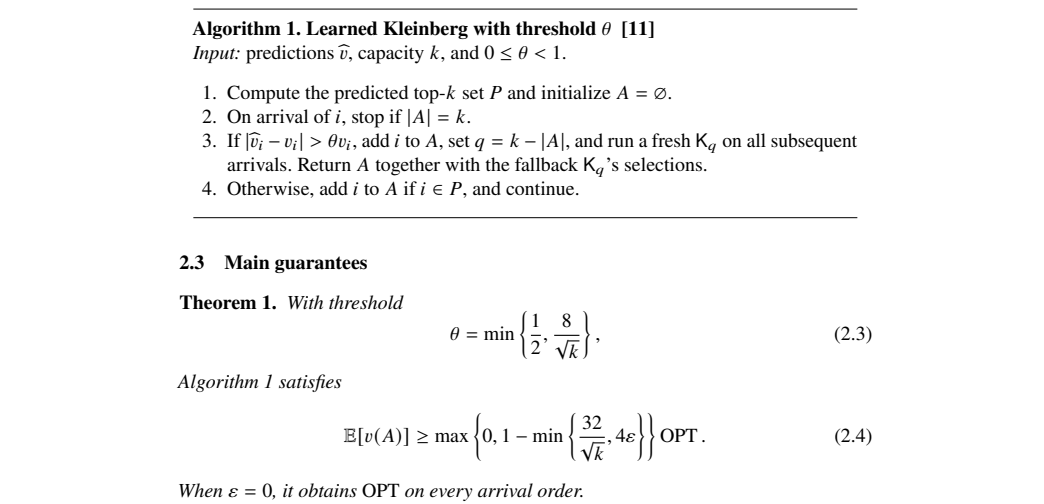 Algorithm 1. Learned Kleinberg with threshold θ [11]
Input: predictions v̂, capacity k, and 0 ≤ θ < 1.
1. Compute the predicted top-k set P and initialize A = ∅.
2. On arrival of i, stop if |A| = k.
3. If |v̂ᵢ − vᵢ| > θvᵢ, add i to A, set q = k − |A|, and run a fresh K_q on all subsequent
arrivals. Return A together with the fallback K_q's selections.
4. Otherwise, add i to A if i ∈ P, and continue.
2.3 Main guarantees
Theorem 1. With threshold
θ = min {1/2, 8/√k}, (2.3)
Algorithm 1 satisfies
𝔼[v(A)] ≥ max {0, 1 − min {32/√k, 4ε}} OPT. (2.4)
When ε = 0, it obtains OPT on every arrival order.